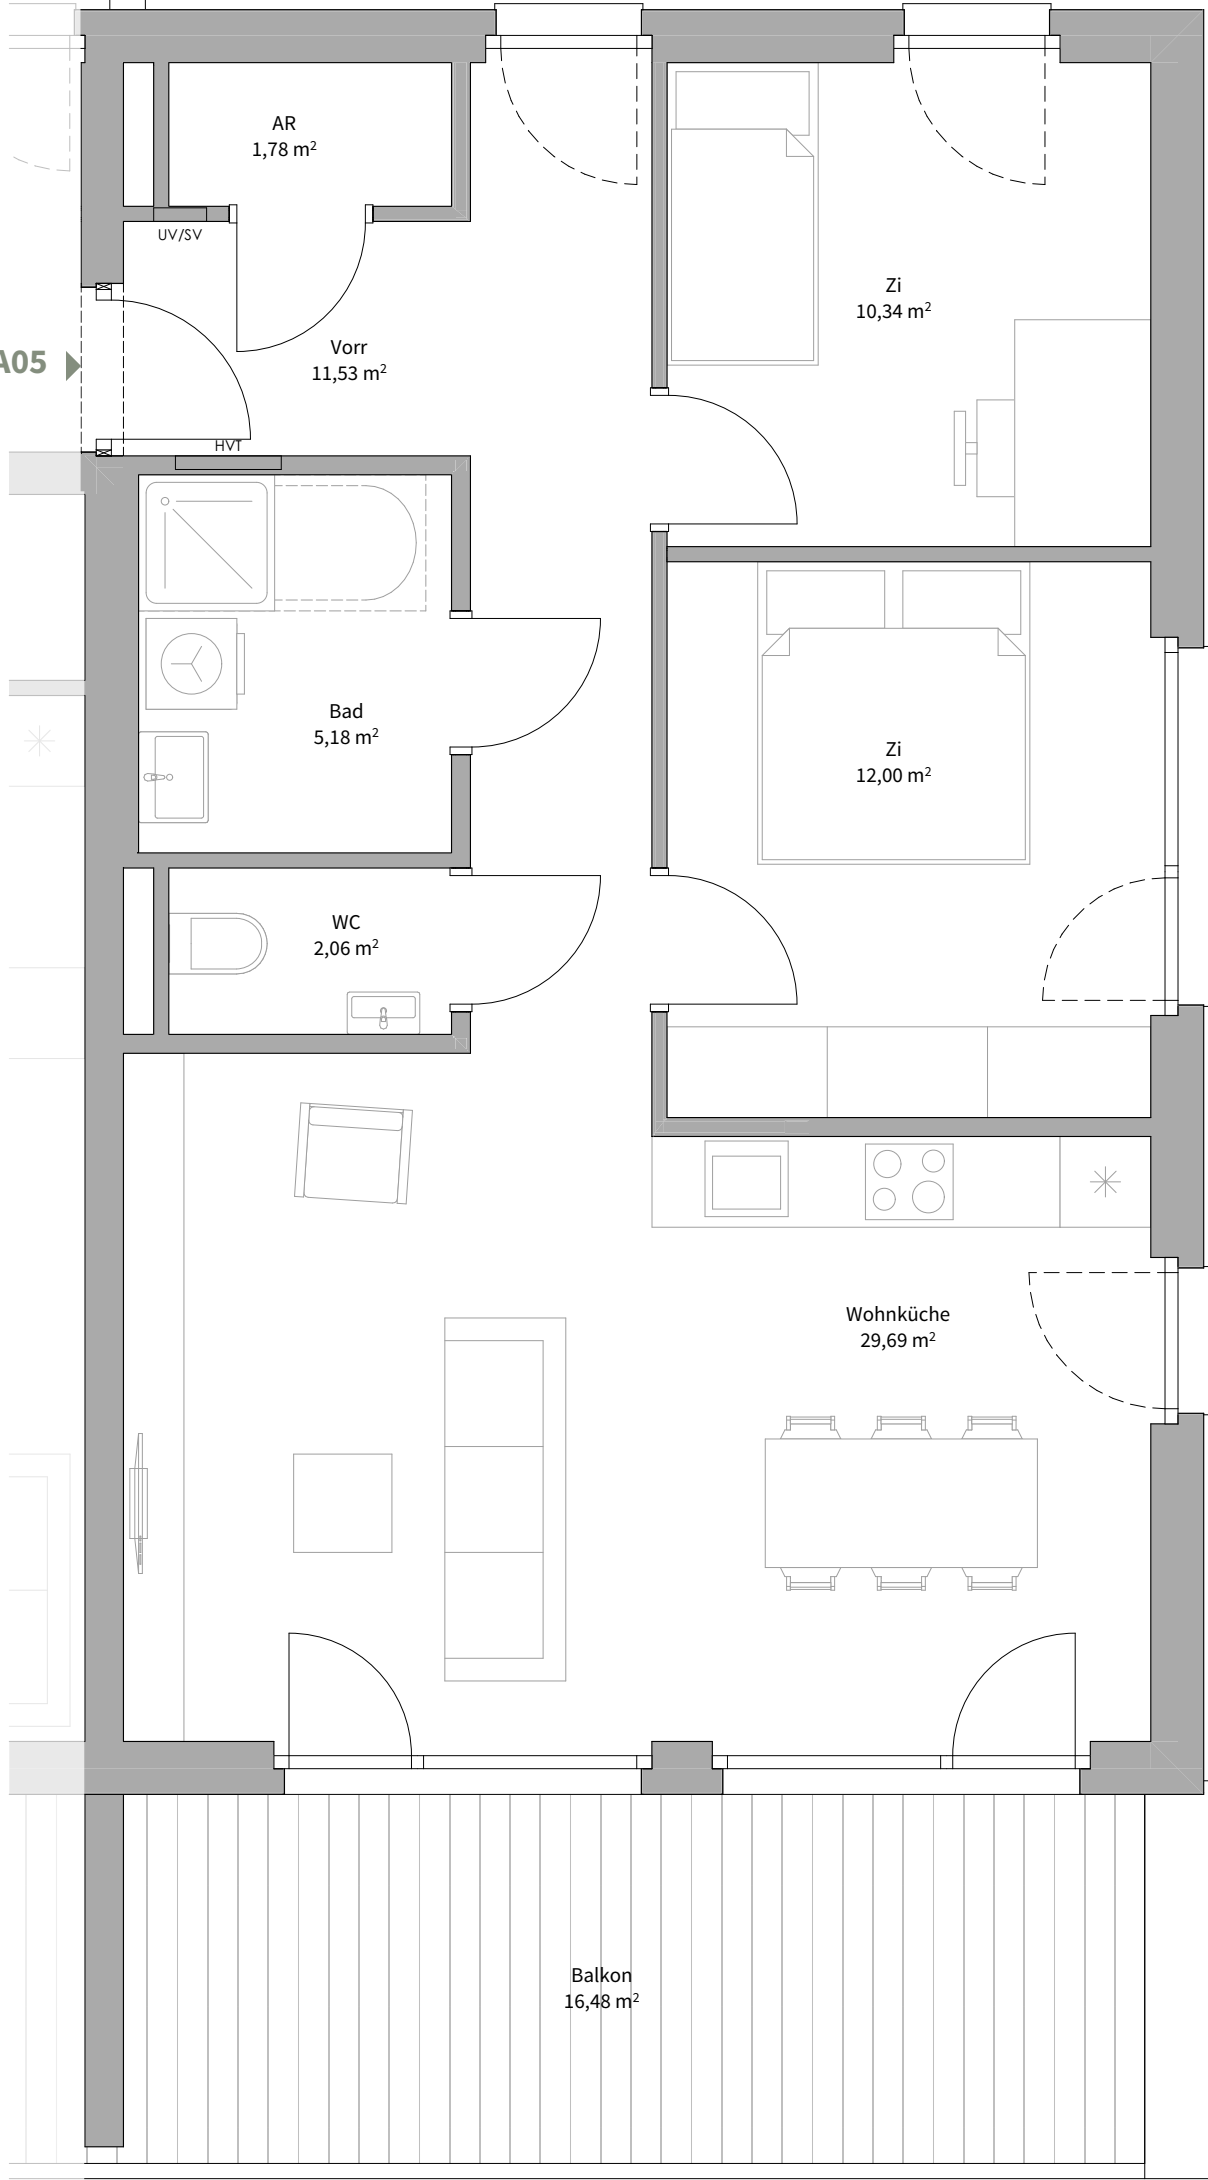 AR
1,78 m²
UV/SV
Zi
10,34 m²
Vorr
11,53 m²
A05
HVT
Bad
5,18 m²
Zi
12,00 m²
WC
2,06 m²
Wohnküche
29,69 m²
Balkon
16,48 m²